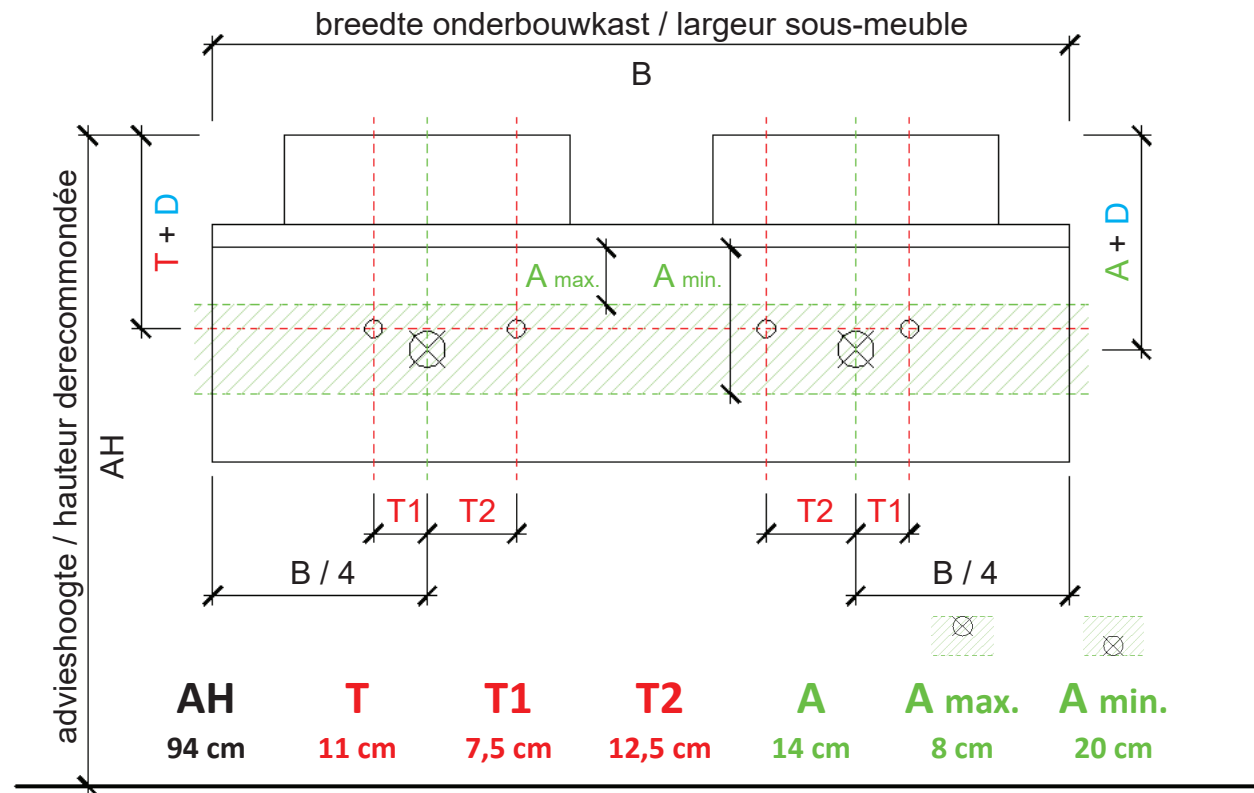 breedte onderbouwkast / largeur sous-meuble
B
advieshoogte / hauteur derecommondée
AH
T + D
A + D
A max.
A min.
T1
T2
T2
T1
B / 4
B / 4
AH T T1 T2 A A max. A min.
94 cm 11 cm 7,5 cm 12,5 cm 14 cm 8 cm 20 cm